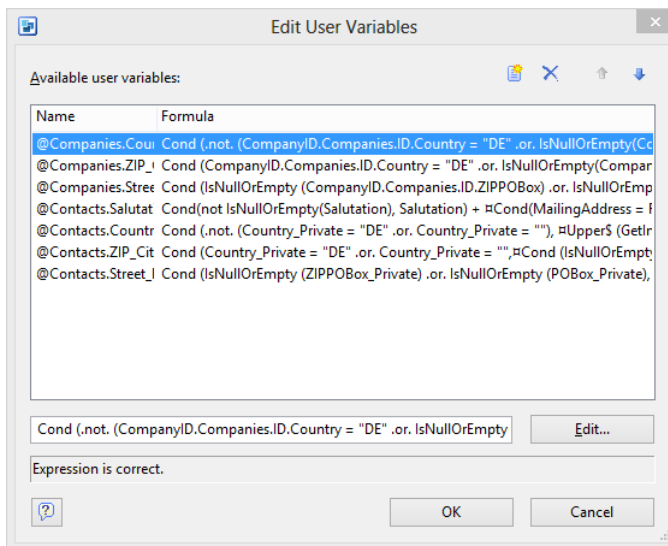 Edit User Variables
Available user variables:
Name Formula
@Companies.Cou Cond (.not. (CompanyID.Companies.ID.Country = "DE" .or. IsNullOrEmpty(Co
@Companies.ZIP_ Cond (CompanyID.Companies.ID.Country = "DE" .or. IsNullOrEmpty(Compar
@Companies.Stree Cond (IsNullOrEmpty (CompanyID.Companies.ID.ZIPPOBox) .or. IsNullOrEmp
@Contacts.Salutat Cond(not IsNullOrEmpty(Salutation), Salutation) + ¤Cond(MailingAddress = F
@Contacts.Countr Cond (.not. (Country_Private = "DE" .or. Country_Private = ""), ¤Upper$ (GetIn
@Contacts.ZIP_Cit Cond (Country_Private = "DE" .or. Country_Private = "",¤Cond (IsNullOrEmpty
@Contacts.Street_I Cond (IsNullOrEmpty (ZIPPOBox_Private) .or. IsNullOrEmpty (POBox_Private),
Cond (.not. (CompanyID.Companies.ID.Country = "DE" .or. IsNullOrEmpty
Edit...
Expression is correct.
OK
Cancel